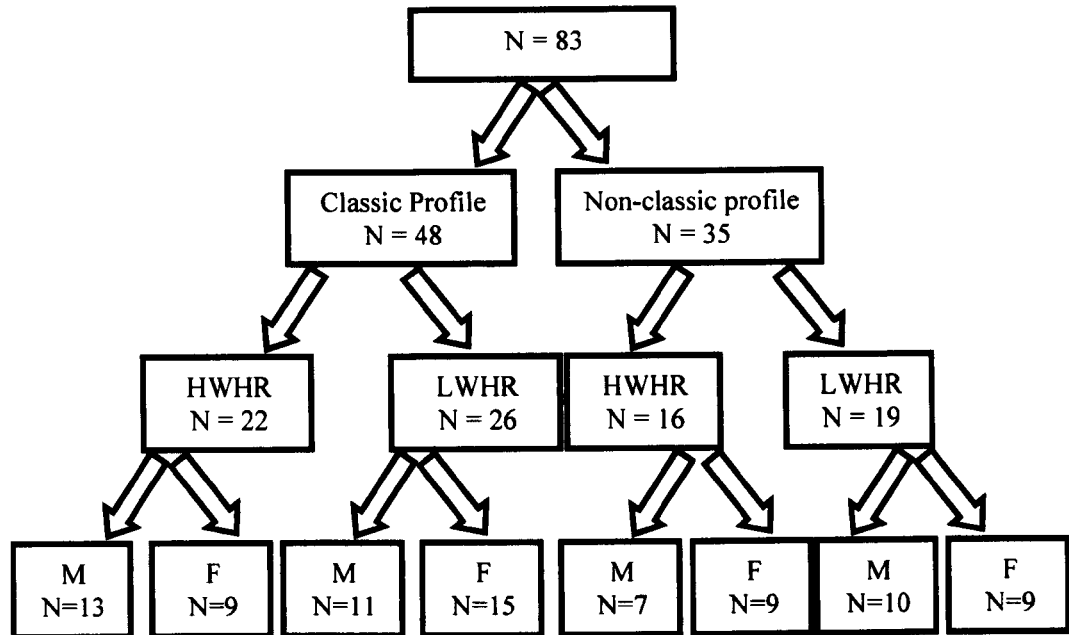 N = 83
Classic Profile
N = 48
Non-classic profile
N = 35
HWHR
N = 22
LWHR
N = 26
HWHR
N = 16
LWHR
N = 19
M
N=13
F
N=9
M
N=11
F
N=15
M
N=7
F
N=9
M
N=10
F
N=9